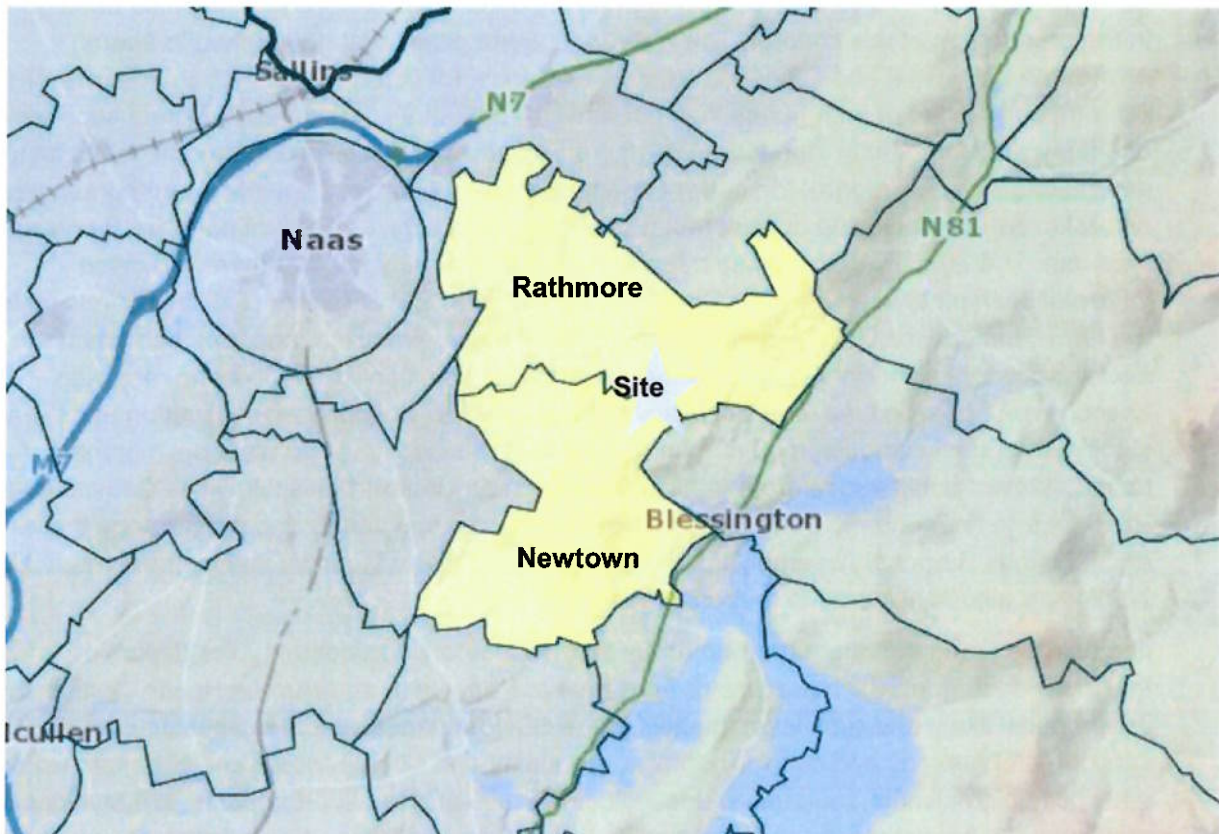 Sallins
N7
Naas
N81
Rathmore
Site
M7
Blessington
Newtown
lcullen